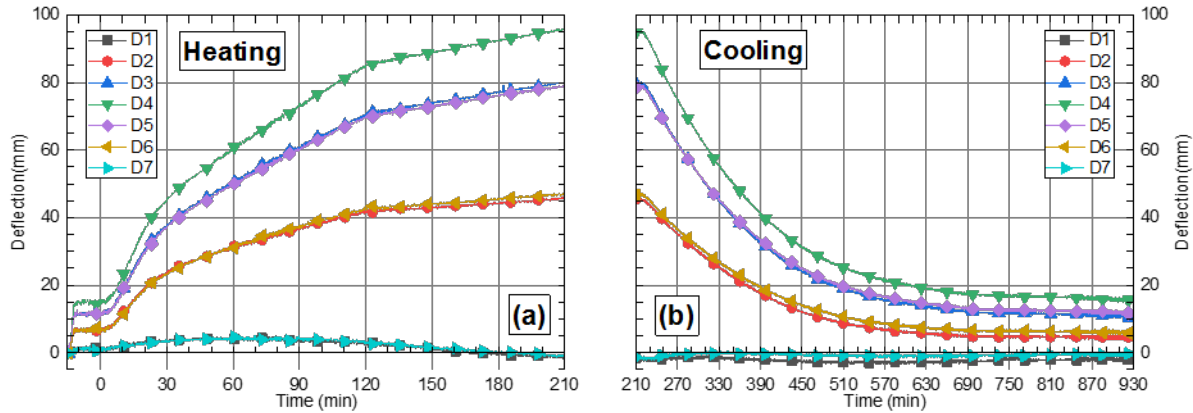 100
80
60
40
20
0
Deflection(mm)
D1
D2
D3
D4
D5
D6
D7
Heating
(a)
0 30 60 90 120 150 180 210
Time (min)
Cooling
(b)
D1
D2
D3
D4
D5
D6
D7
210 270 330 390 450 510 570 630 690 750 810 870 930
Time (min)
100
80
60
40
20
0
Deflection(mm)